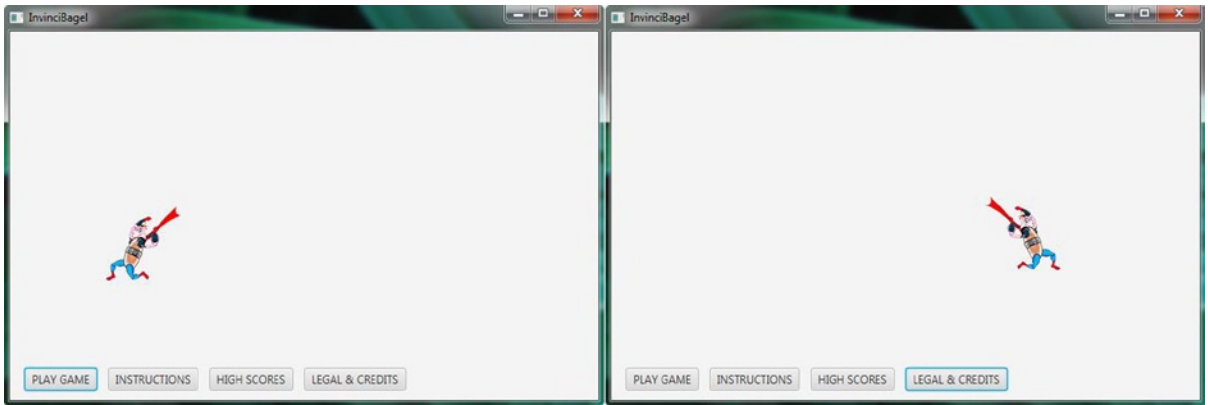 InvinciBagel
PLAY GAME INSTRUCTIONS HIGH SCORES LEGAL & CREDITS
InvinciBagel
PLAY GAME INSTRUCTIONS HIGH SCORES LEGAL & CREDITS